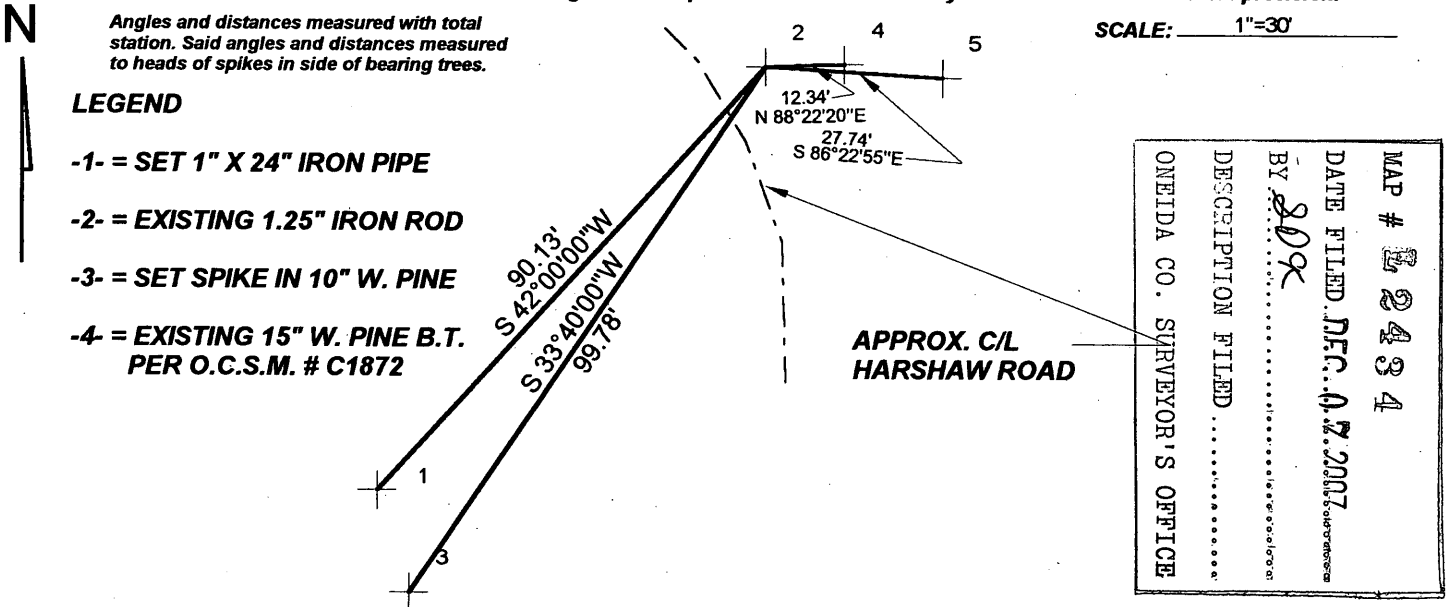 N
Angles and distances measured with total
station. Said angles and distances measured
to heads of spikes in side of bearing trees.
SCALE: 1"=30'
LEGEND
-1- = SET 1" X 24" IRON PIPE
-2- = EXISTING 1.25" IRON ROD
-3- = SET SPIKE IN 10" W. PINE
-4- = EXISTING 15" W. PINE B.T.
PER O.C.S.M. # C1872
2
4
5
12.34'
N 88°22'20"E
27.74'
S 86°22'55"E
90.13'
S 42°00'00"W
S 33°40'00"W
99.78'
1
3
APPROX. C/L
HARSHAW ROAD
MAP # E2434
DATE FILED DEC 07 2007
BY
DESCRIPTION FILED
ONEIDA CO. SURVEYOR'S OFFICE